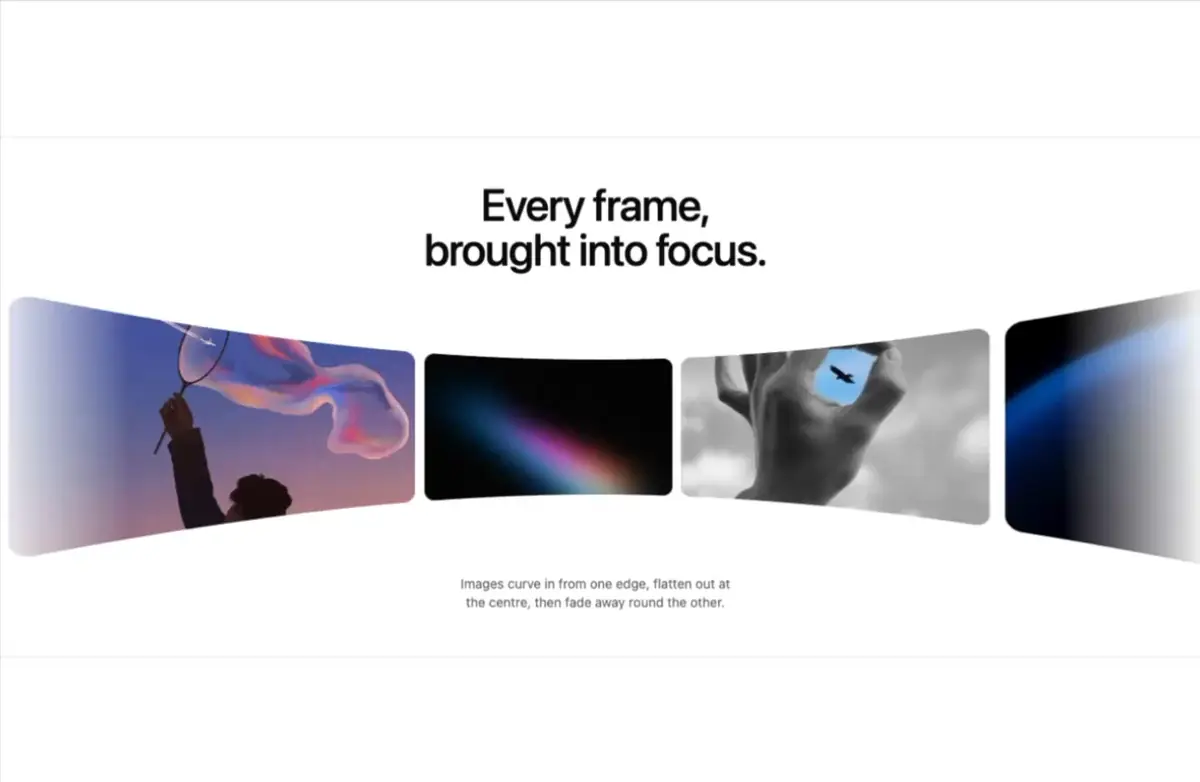 Every frame,
brought into focus.
Images curve in from one edge, flatten out at
the centre, then fade away round the other.